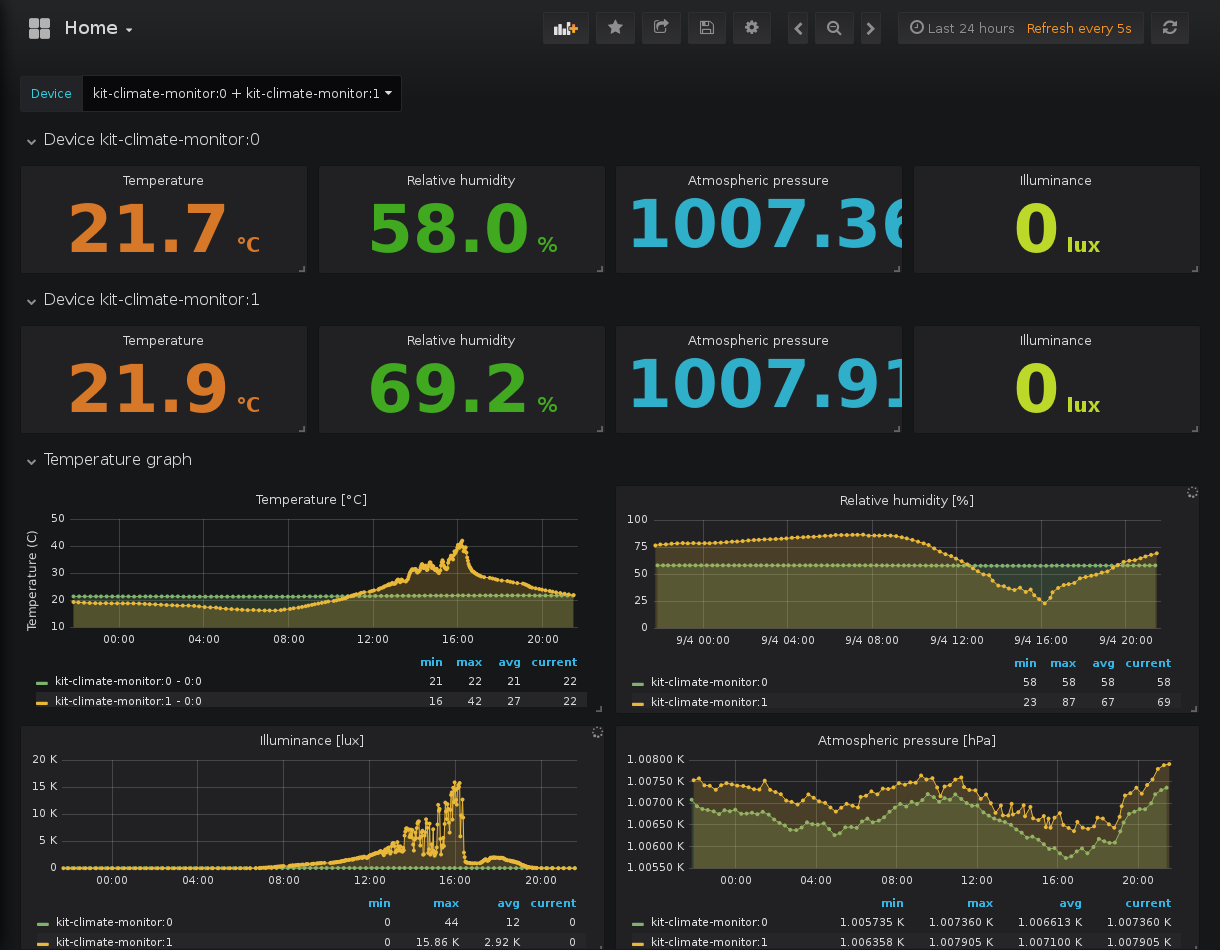 Home
Last 24 hours Refresh every 5s
Device kit-climate-monitor:0 + kit-climate-monitor:1
Device kit-climate-monitor:0
Temperature Relative humidity Atmospheric pressure Illuminance
21.7 °C 58.0 % 1007.36 0 lux
Device kit-climate-monitor:1
Temperature Relative humidity Atmospheric pressure Illuminance
21.9 °C 69.2 % 1007.91 0 lux
Temperature graph
Temperature [°C]
Temperature (C)
50
40
30
20
10
00:00 04:00 08:00 12:00 16:00 20:00
min max avg current
kit-climate-monitor:0 - 0:0 21 22 21 22
kit-climate-monitor:1 - 0:0 16 42 27 22
Relative humidity [%]
100
75
50
25
0
9/4 00:00 9/4 04:00 9/4 08:00 9/4 12:00 9/4 16:00 9/4 20:00
min max avg current
kit-climate-monitor:0 58 58 58 58
kit-climate-monitor:1 23 87 67 69
Illuminance [lux]
20 K
15 K
10 K
5 K
0
00:00 04:00 08:00 12:00 16:00 20:00
min max avg current
kit-climate-monitor:0 0 44 12 0
kit-climate-monitor:1 0 15.86 K 2.92 K 0
Atmospheric pressure [hPa]
1.00800 K
1.00750 K
1.00700 K
1.00650 K
1.00600 K
1.00550 K
00:00 04:00 08:00 12:00 16:00 20:00
min max avg current
kit-climate-monitor:0 1.005735 K 1.007360 K 1.006613 K 1.007360 K
kit-climate-monitor:1 1.006358 K 1.007905 K 1.007100 K 1.007905 K